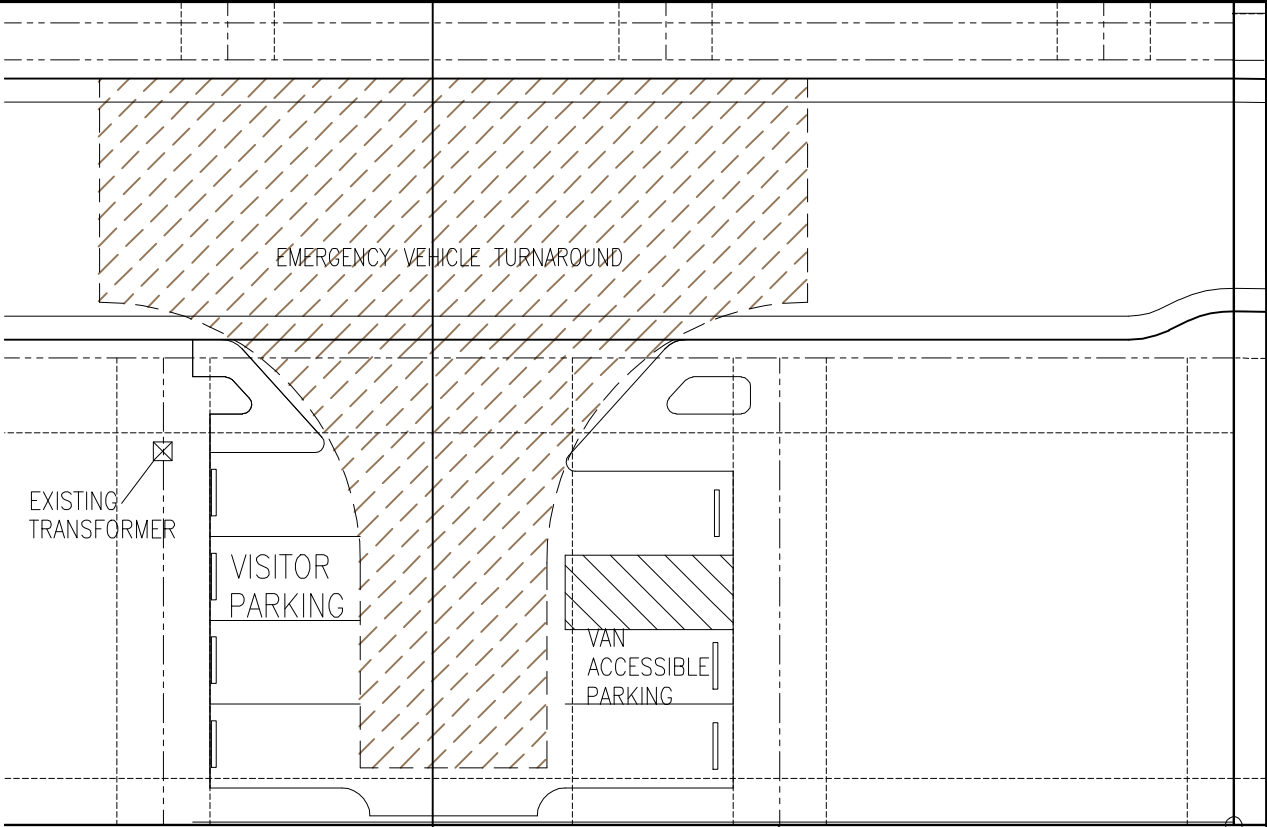 EMERGENCY VEHICLE TURNAROUND
EXISTING
TRANSFORMER
VISITOR
PARKING
VAN
ACCESSIBLE
PARKING